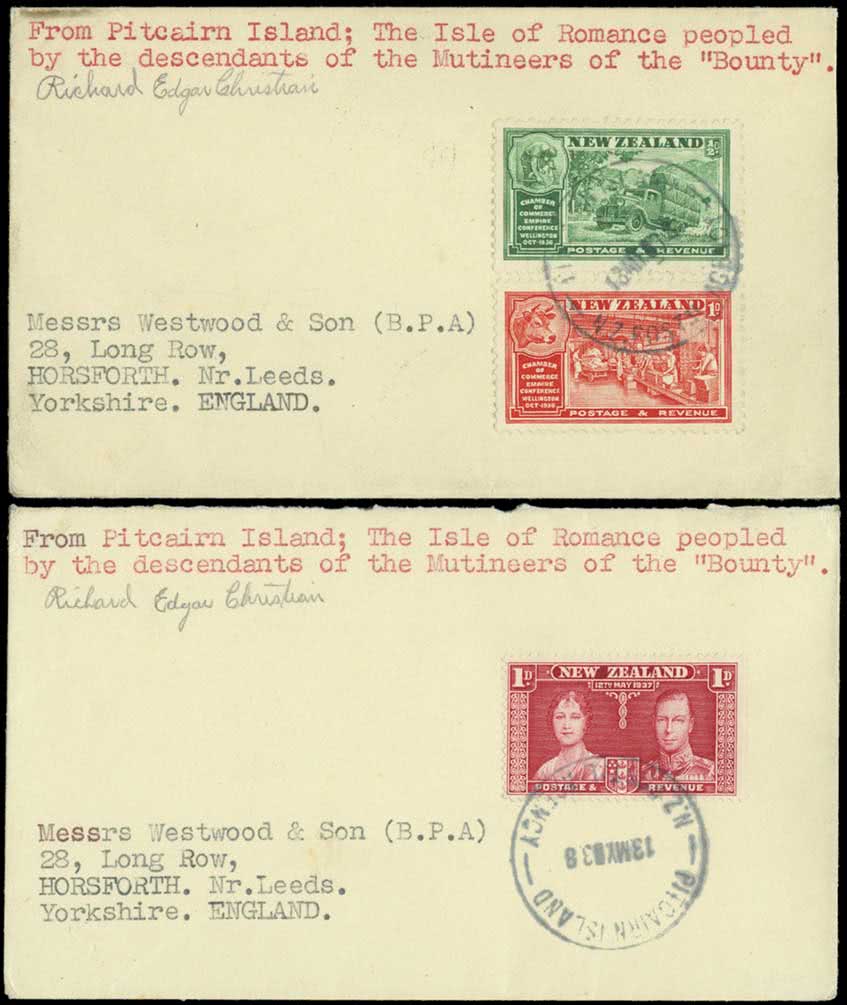 From Pitcairn Island; The Isle of Romance peopled
by the descendants of the Mutineers of the "Bounty".
Richard Edgar Christian
NEW ZEALAND ½D
CHAMBER
OF
COMMERCE
EMPIRE
CONFERENCE
WELLINGTON
OCT-1936
POSTAGE & REVENUE
13MY
N.Z. POS
NEW ZEALAND 1D
CHAMBER
OF
COMMERCE
EMPIRE
CONFERENCE
WELLINGTON
OCT-1936
POSTAGE & REVENUE
Messrs Westwood & Son (B.P.A)
28, Long Row,
HORSFORTH. Nr.Leeds.
Yorkshire. ENGLAND.
From Pitcairn Island; The Isle of Romance peopled
by the descendants of the Mutineers of the "Bounty".
Richard Edgar Christian
1D NEW ZEALAND 1D
12TH MAY 1937
POSTAGE & REVENUE
N.Z. POSTAL AGENCY
13MY38
PITCAIRN ISLAND
Messrs Westwood & Son (B.P.A)
28, Long Row,
HORSFORTH. Nr.Leeds.
Yorkshire. ENGLAND.